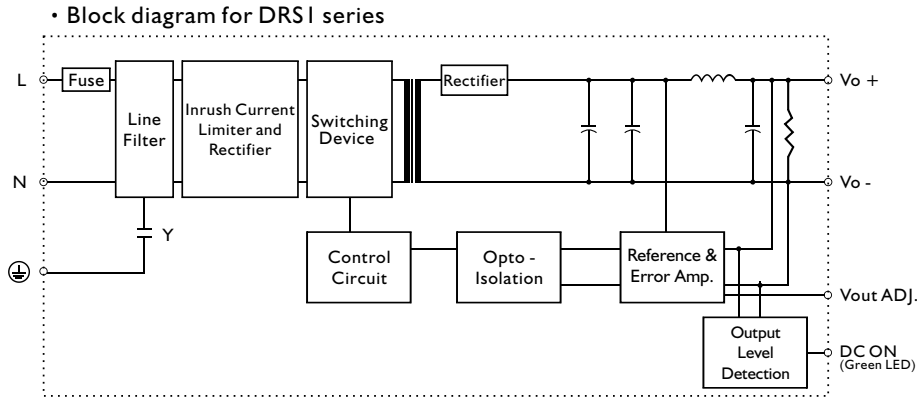 • Block diagram for DRS1 series
L
Fuse
Line
Filter
Inrush Current
Limiter and
Rectifier
Switching
Device
Rectifier
Vo +
N
Vo -
Y
Control
Circuit
Opto -
Isolation
Reference &
Error Amp.
Vout ADJ.
Output
Level
Detection
DC ON
(Green LED)